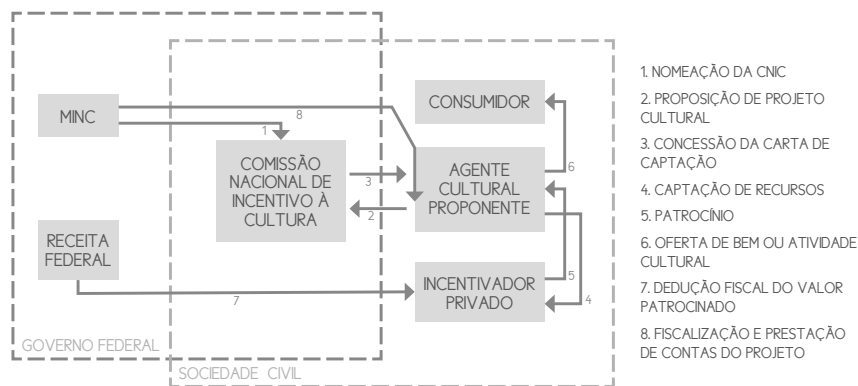 MINC
8
1
CONSUMIDOR
COMISSÃO
NACIONAL DE
INCENTIVO À
CULTURA
3
2
AGENTE
CULTURAL
PROPONENTE
6
RECEITA
FEDERAL
7
INCENTIVADOR
PRIVADO
5
4
GOVERNO FEDERAL
SOCIEDADE CIVIL
1. NOMEAÇÃO DA CNIC
2. PROPOSIÇÃO DE PROJETO
CULTURAL
3. CONCESSÃO DA CARTA DE
CAPTAÇÃO
4. CAPTAÇÃO DE RECURSOS
5. PATROCÍNIO
6. OFERTA DE BEM OU ATIVIDADE
CULTURAL
7. DEDUÇÃO FISCAL DO VALOR
PATROCINADO
8. FISCALIZAÇÃO E PRESTAÇÃO
DE CONTAS DO PROJETO